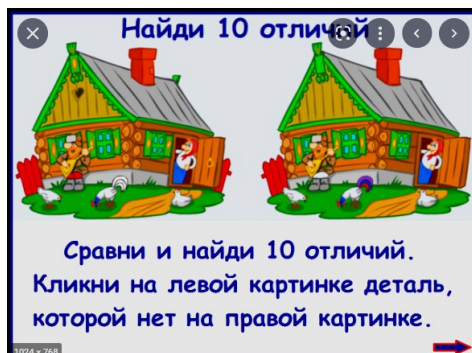 Найди 10 отличий
Сравни и найди 10 отличий.
Кликни на левой картинке деталь,
которой нет на правой картинке.
1024 x 768